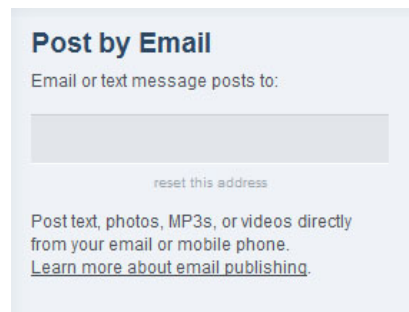 Post by Email
Email or text message posts to:
reset this address
Post text, photos, MP3s, or videos directly
from your email or mobile phone.
Learn more about email publishing.